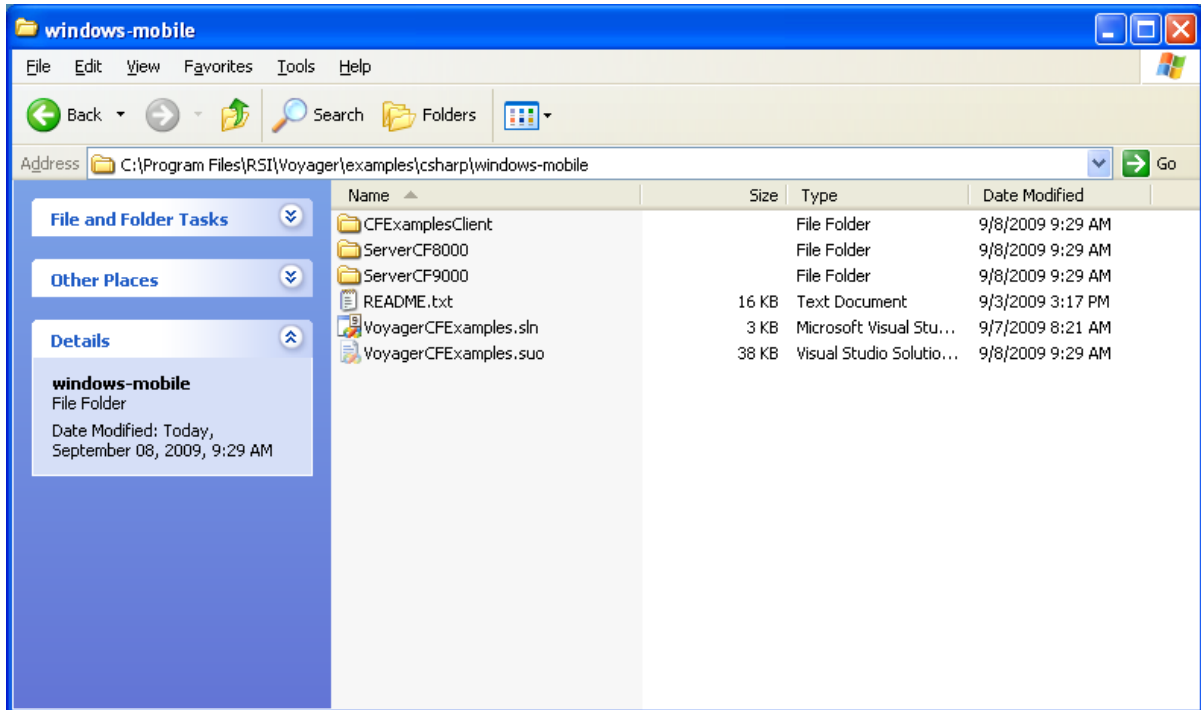 windows-mobile
File Edit View Favorites Tools Help
Back Search Folders
Address C:\Program Files\RSI\Voyager\examples\csharp\windows-mobile Go
Name Size Type Date Modified
File and Folder Tasks
Other Places
Details
windows-mobile
File Folder
Date Modified: Today,
September 08, 2009, 9:29 AM
CFExamplesClient File Folder 9/8/2009 9:29 AM
ServerCF8000 File Folder 9/8/2009 9:29 AM
ServerCF9000 File Folder 9/8/2009 9:29 AM
README.txt 16 KB Text Document 9/3/2009 3:17 PM
VoyagerCFExamples.sln 3 KB Microsoft Visual Stu... 9/7/2009 8:21 AM
VoyagerCFExamples.suo 38 KB Visual Studio Solutio... 9/8/2009 9:29 AM